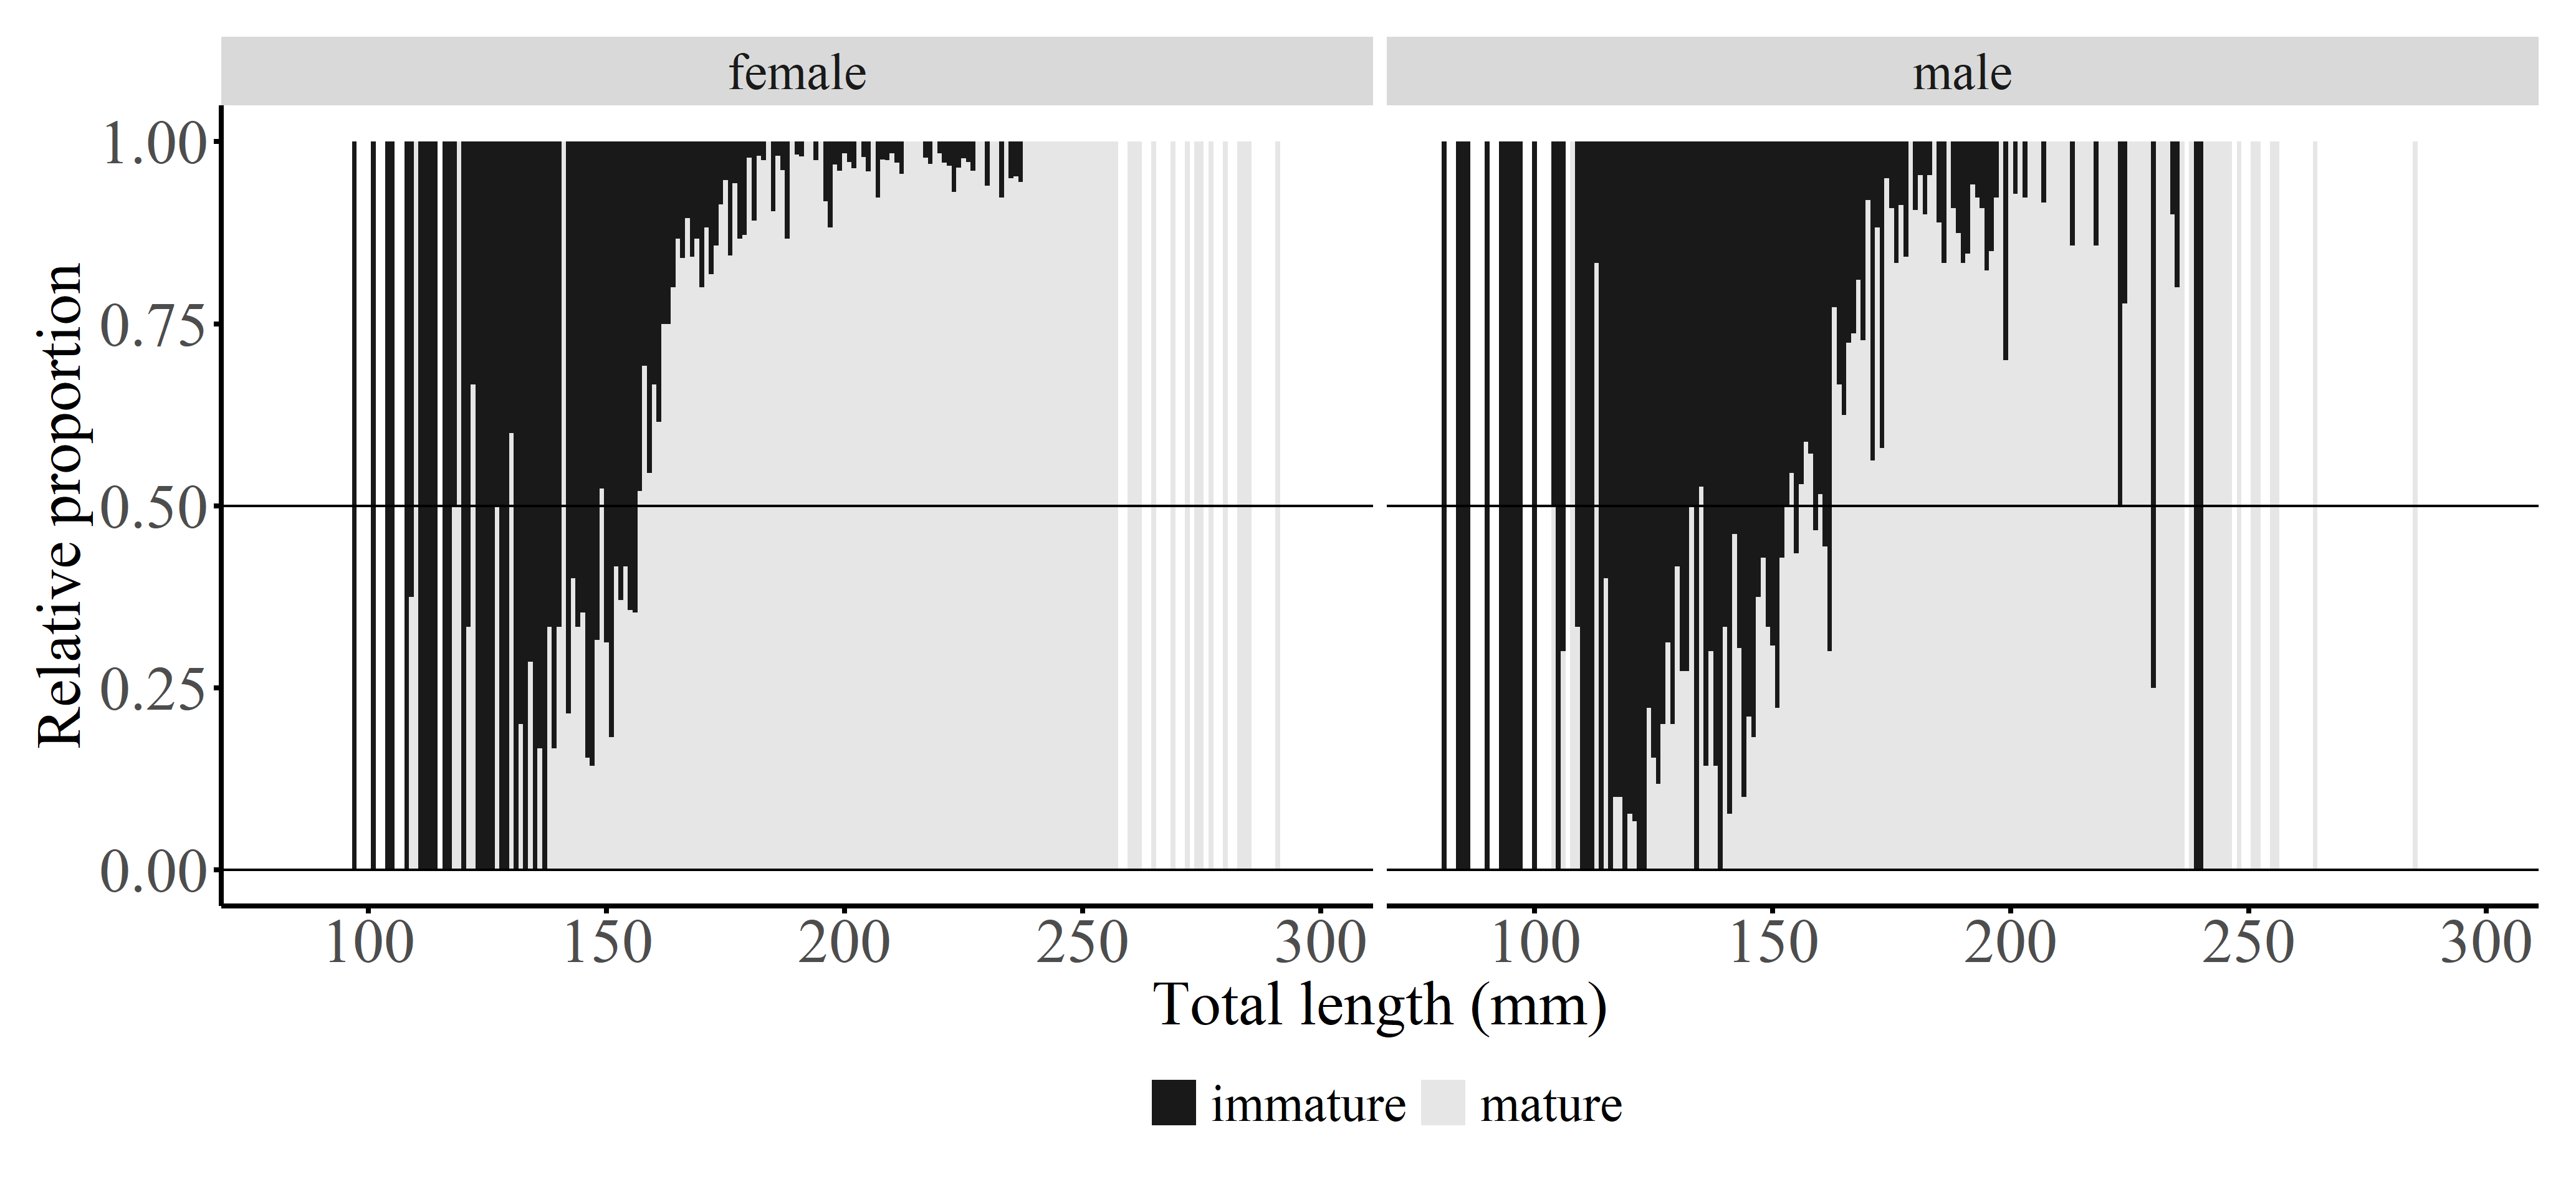 female
male
Relative proportion
1.00
0.75
0.50
0.25
0.00
100 150 200 250 300
100 150 200 250 300
Total length (mm)
immature mature